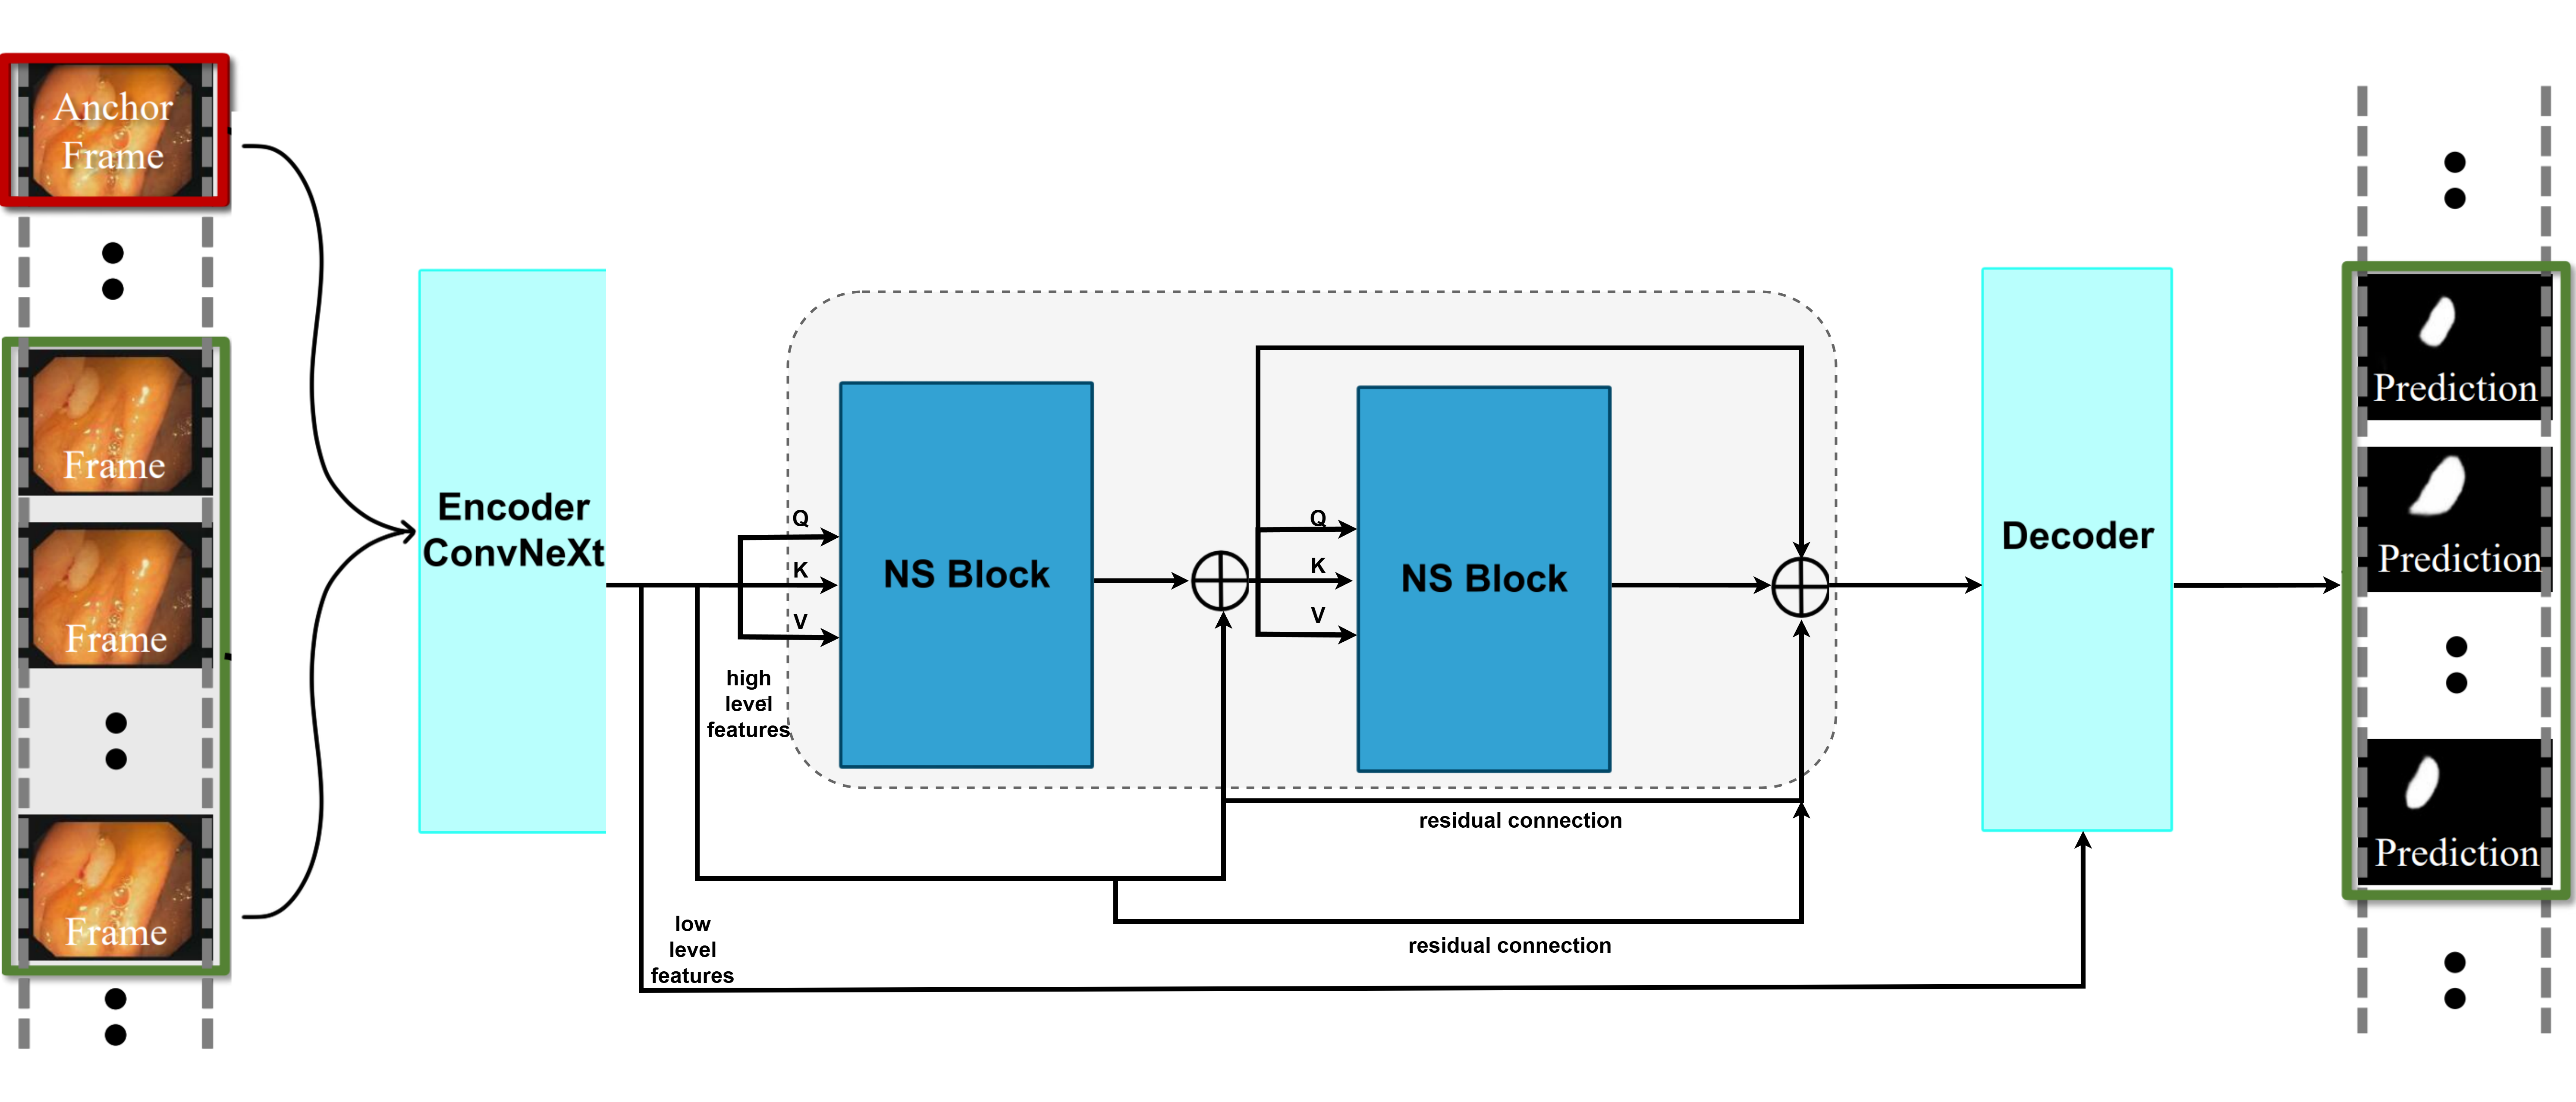 Anchor
Frame
Frame
Frame
Frame
Encoder
ConvNeXt
Q
K
V
high
level
features
low
level
features
NS Block
Q
K
V
NS Block
residual connection
residual connection
Decoder
Prediction
Prediction
Prediction